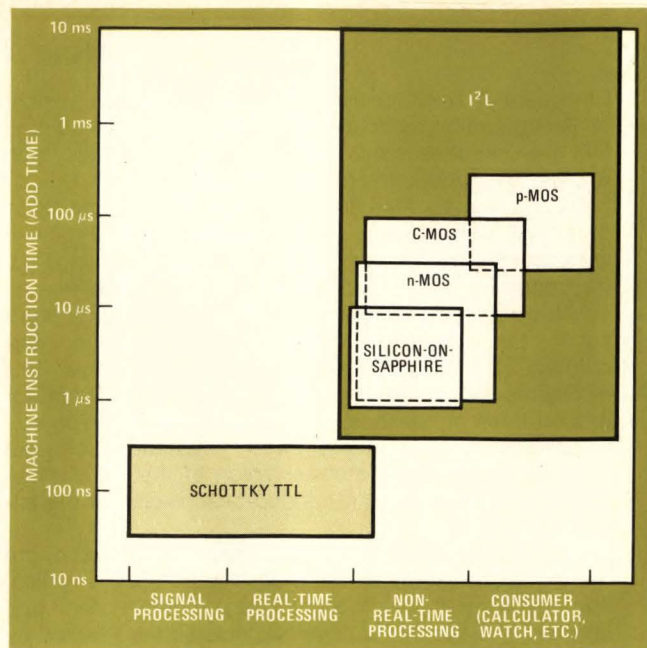 10 ms
1 ms
100 μs
10 μs
1 μs
100 ns
10 ns
MACHINE INSTRUCTION TIME (ADD TIME)
I²L
p-MOS
C-MOS
n-MOS
SILICON-ON-
SAPPHIRE
SCHOTTKY TTL
SIGNAL
PROCESSING
REAL-TIME
PROCESSING
NON-
REAL-TIME
PROCESSING
CONSUMER
(CALCULATOR,
WATCH, ETC.)